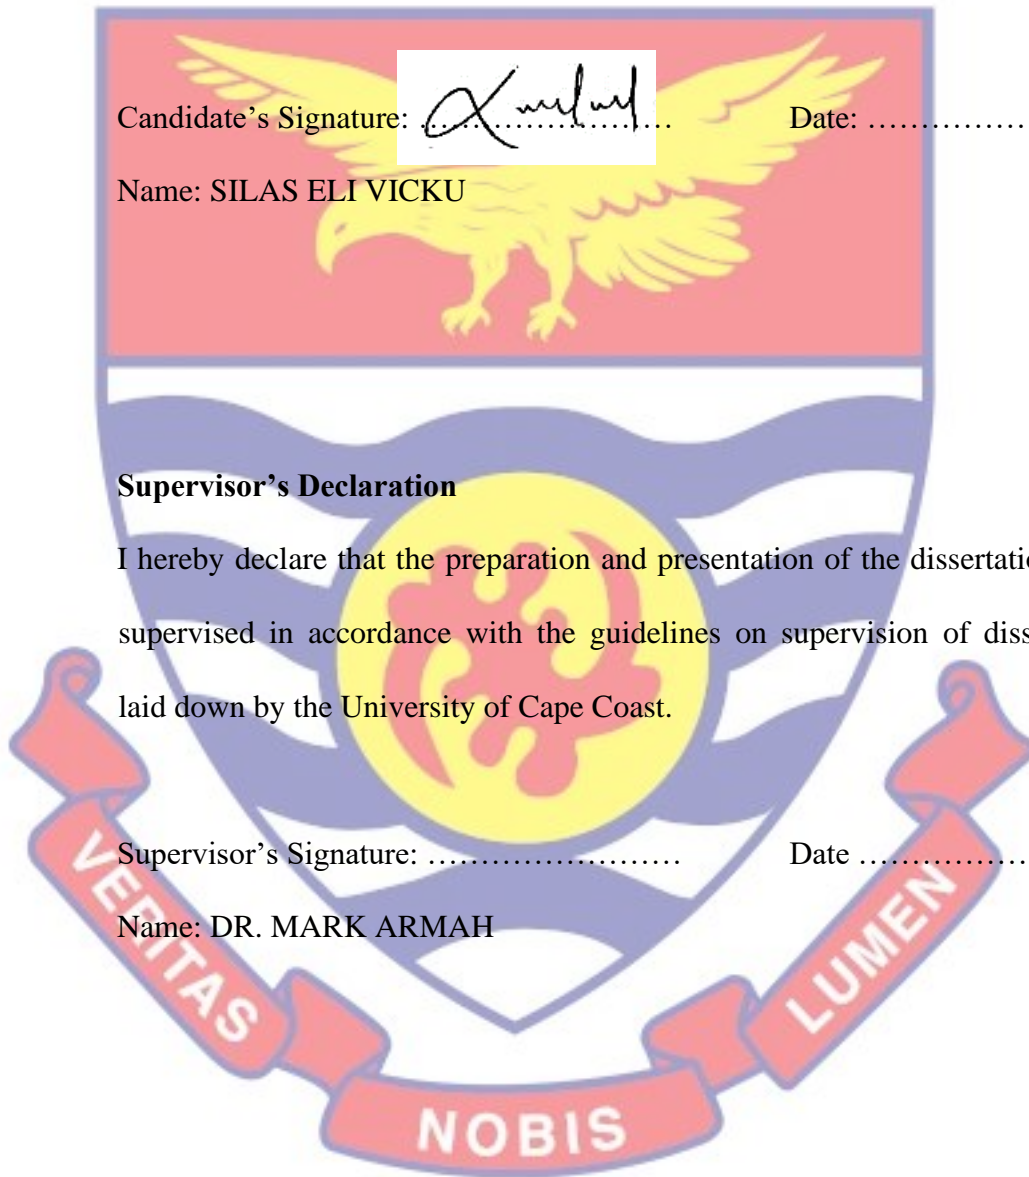 Candidate’s Signature: …………………… Date: ……………
Name: SILAS ELI VICKU
Supervisor’s Declaration
I hereby declare that the preparation and presentation of the dissertatio
supervised in accordance with the guidelines on supervision of diss
laid down by the University of Cape Coast.
Supervisor’s Signature: …………………… Date ……………
Name: DR. MARK ARMAH
VERITAS
NOBIS
LUMEN